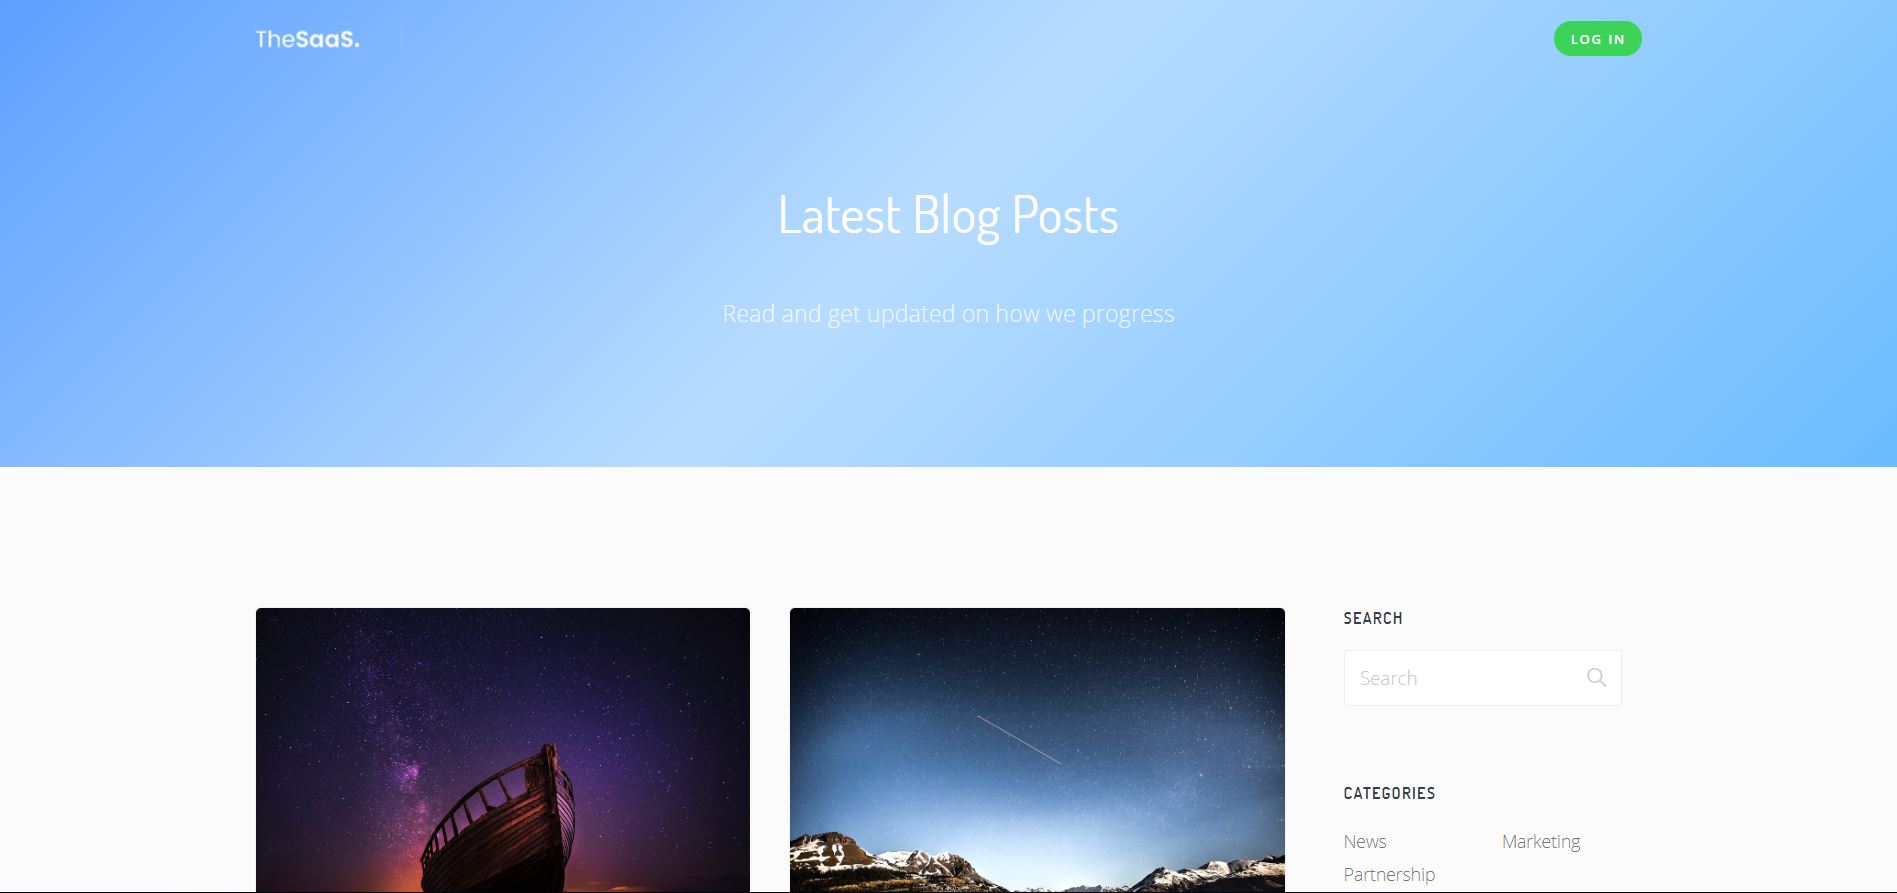 TheSaaS.
LOG IN
Latest Blog Posts
Read and get updated on how we progress
SEARCH
Search
CATEGORIES
News
Marketing
Partnership